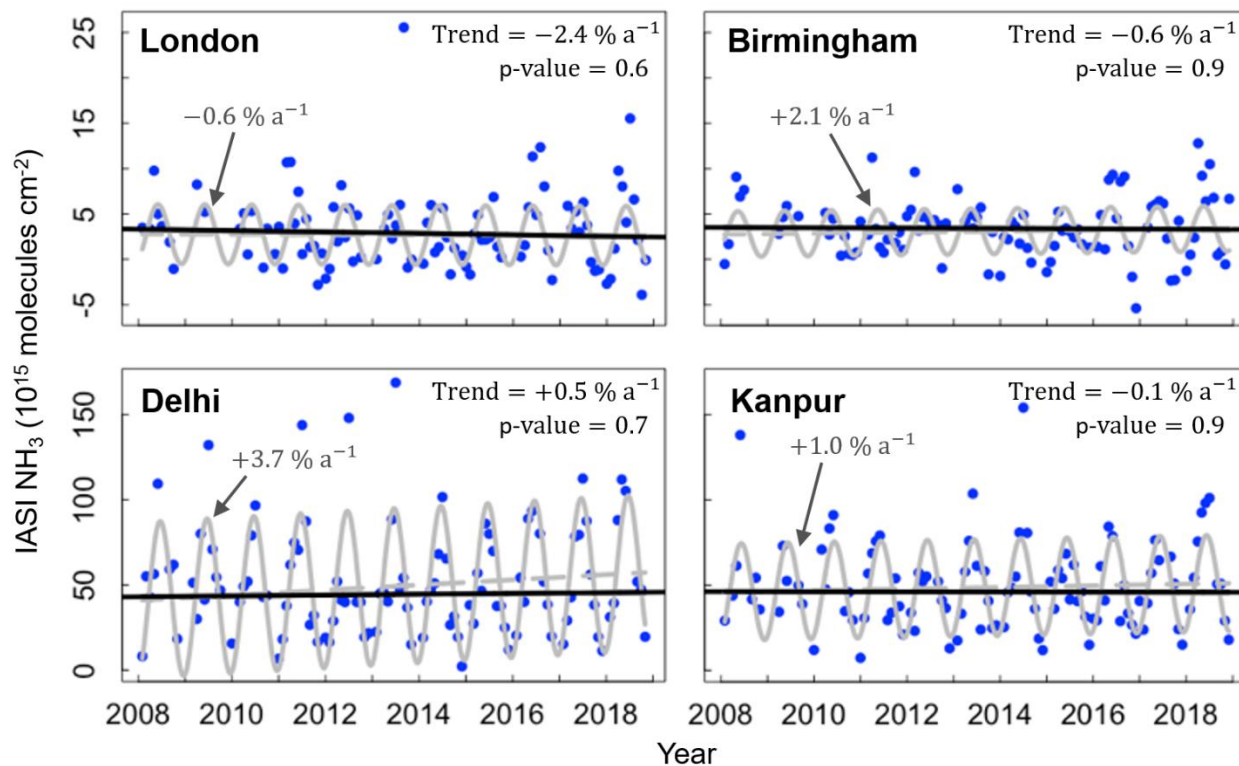 London
Trend = −2.4 % a⁻¹
p-value = 0.6
−0.6 % a⁻¹
Birmingham
Trend = −0.6 % a⁻¹
p-value = 0.9
+2.1 % a⁻¹
25
15
5
-5
Delhi
Trend = +0.5 % a⁻¹
p-value = 0.7
+3.7 % a⁻¹
Kanpur
Trend = −0.1 % a⁻¹
p-value = 0.9
+1.0 % a⁻¹
150
100
50
0
IASI NH₃ (10¹⁵ molecules cm⁻²)
2008 2010 2012 2014 2016 2018
2008 2010 2012 2014 2016 2018
Year